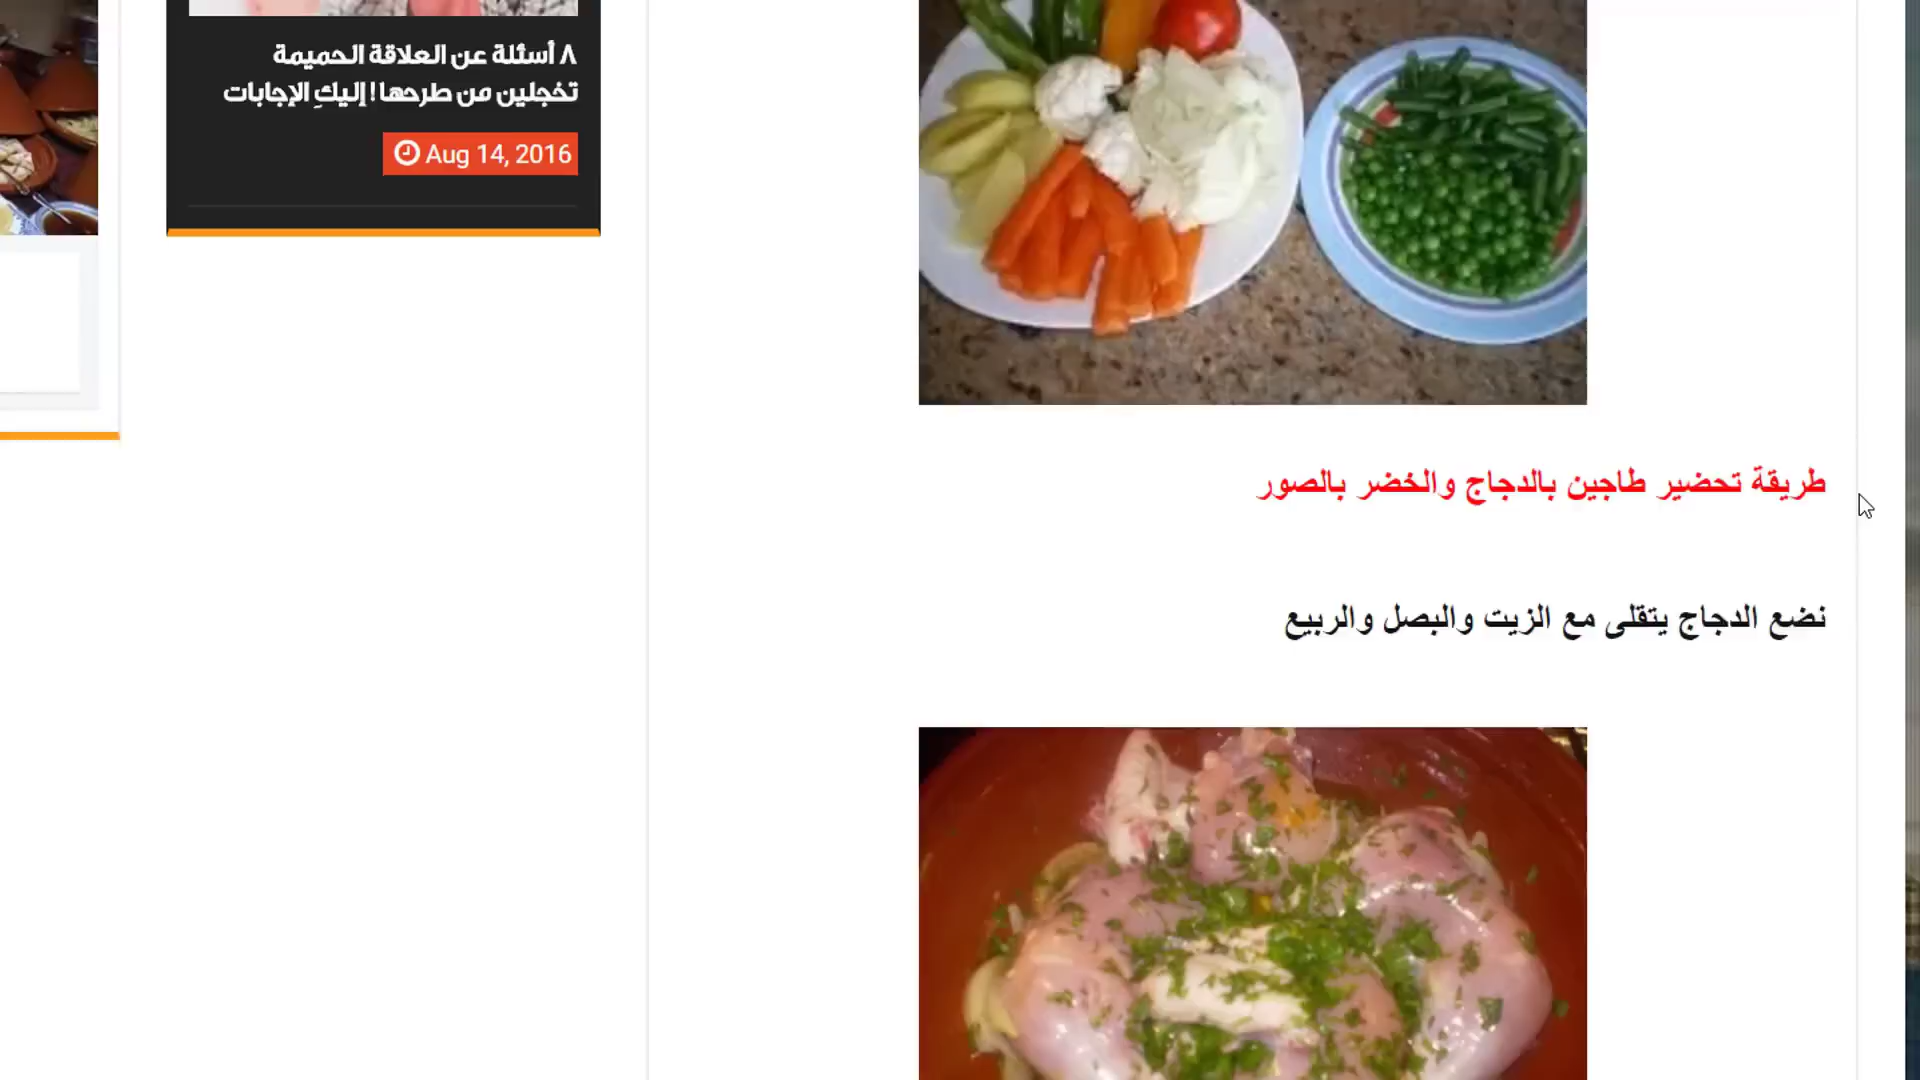 ٨ أسئلة عن العلاقة الحميمة
تخجلين من طرحها ! إليكِ الإجابات
Aug 14, 2016
طريقة تحضير طاجين بالدجاج والخضر بالصور
نضع الدجاج يتقلى مع الزيت والبصل والربيع